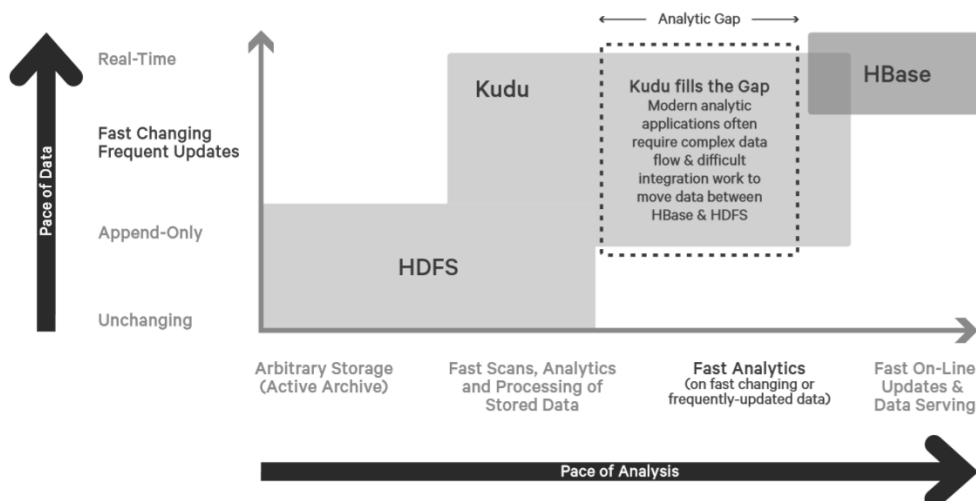 Analytic Gap
Real-Time
Kudu
HBase
Kudu fills the Gap
Modern analytic
applications often
require complex data
flow & difficult
integration work to
move data between
HBase & HDFS
Fast Changing
Frequent Updates
Pace of Data
Append-Only
HDFS
Unchanging
Arbitrary Storage
(Active Archive)
Fast Scans, Analytics
and Processing of
Stored Data
Fast Analytics
(on fast changing or
frequently-updated data)
Fast On-Line
Updates &
Data Serving
Pace of Analysis